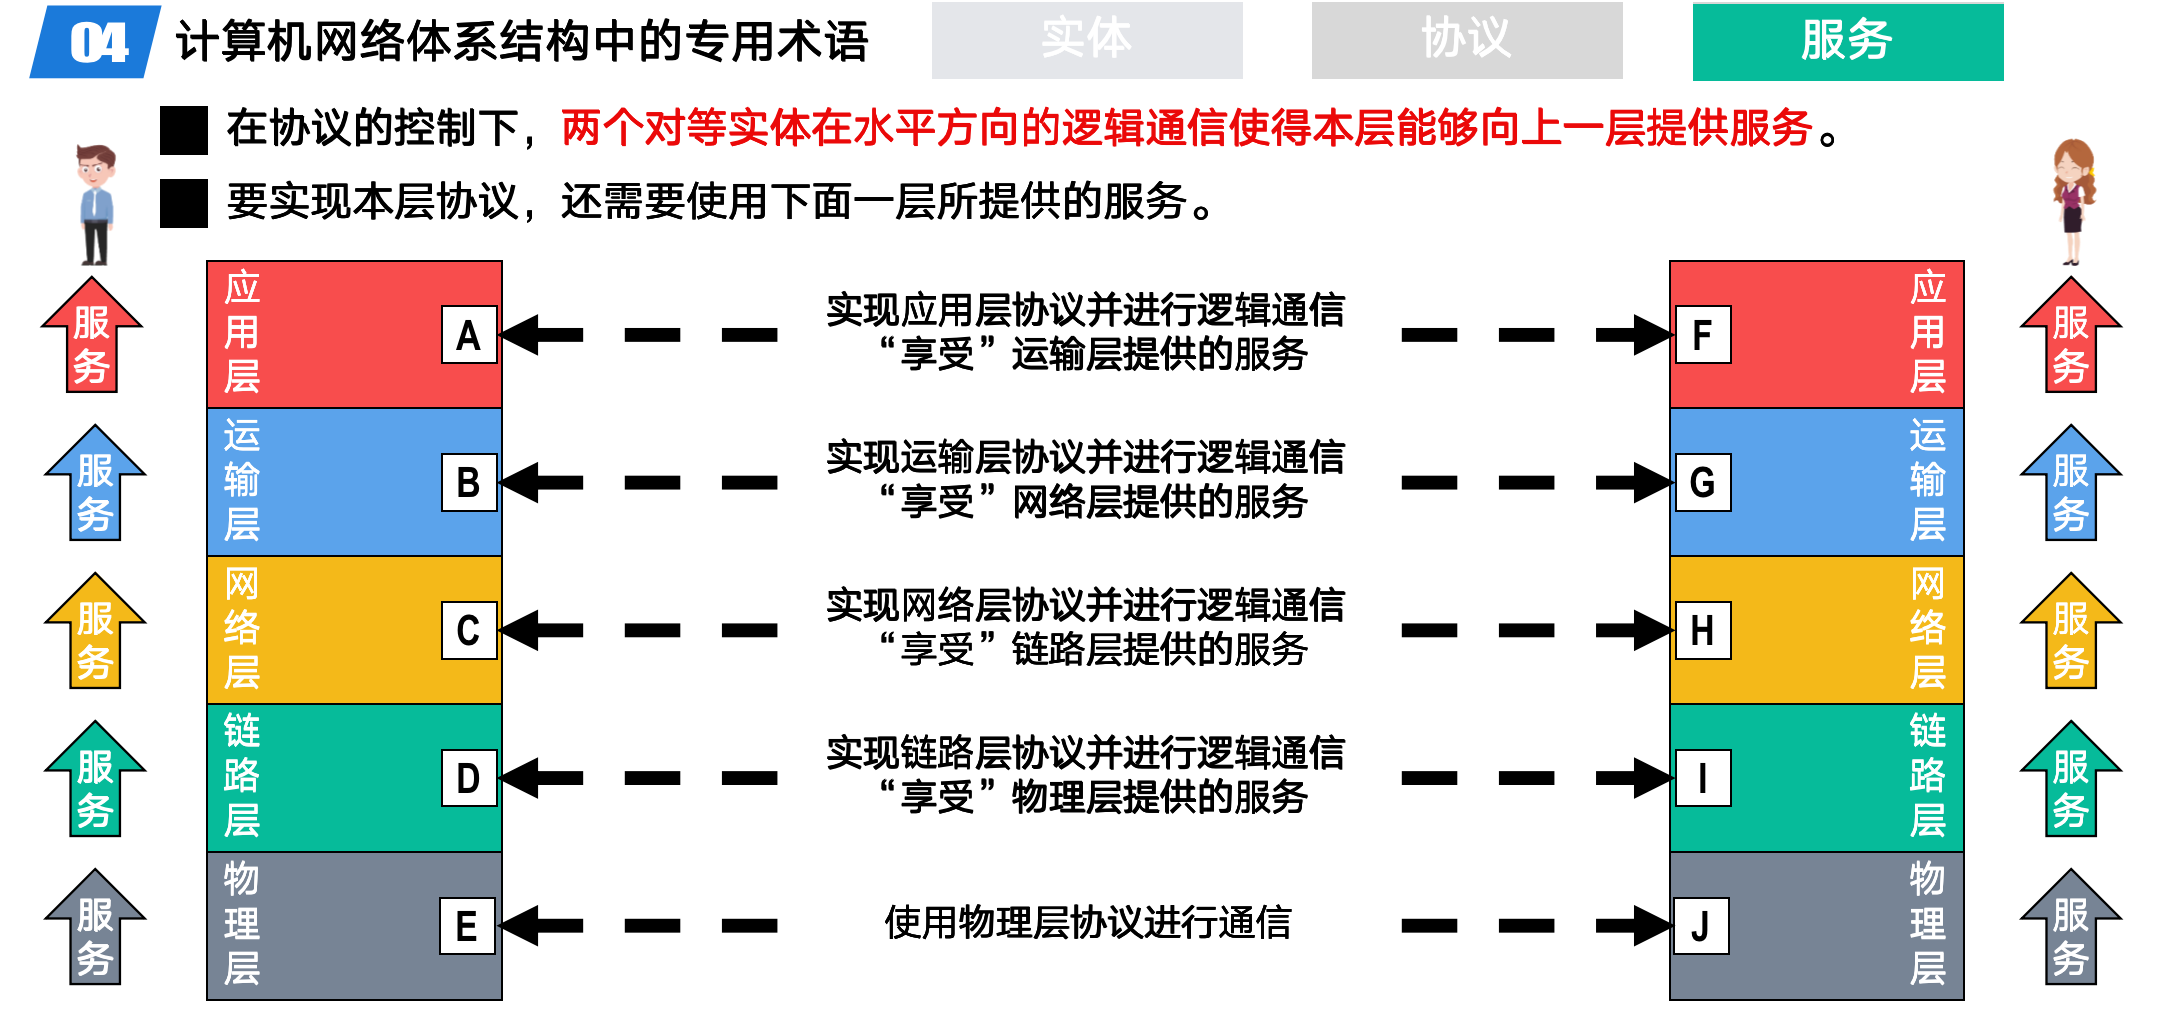 04 计算机网络体系结构中的专用术语 实体 协议 服务
在协议的控制下，两个对等实体在水平方向的逻辑通信使得本层能够向上一层提供服务。
要实现本层协议，还需要使用下面一层所提供的服务。
服务
应用层
A
实现应用层协议并进行逻辑通信
“享受”运输层提供的服务
F
应用层
服务
服务
运输层
B
实现运输层协议并进行逻辑通信
“享受”网络层提供的服务
G
运输层
服务
服务
网络层
C
实现网络层协议并进行逻辑通信
“享受”链路层提供的服务
H
网络层
服务
服务
链路层
D
实现链路层协议并进行逻辑通信
“享受”物理层提供的服务
I
链路层
服务
服务
物理层
E
使用物理层协议进行通信
J
物理层
服务